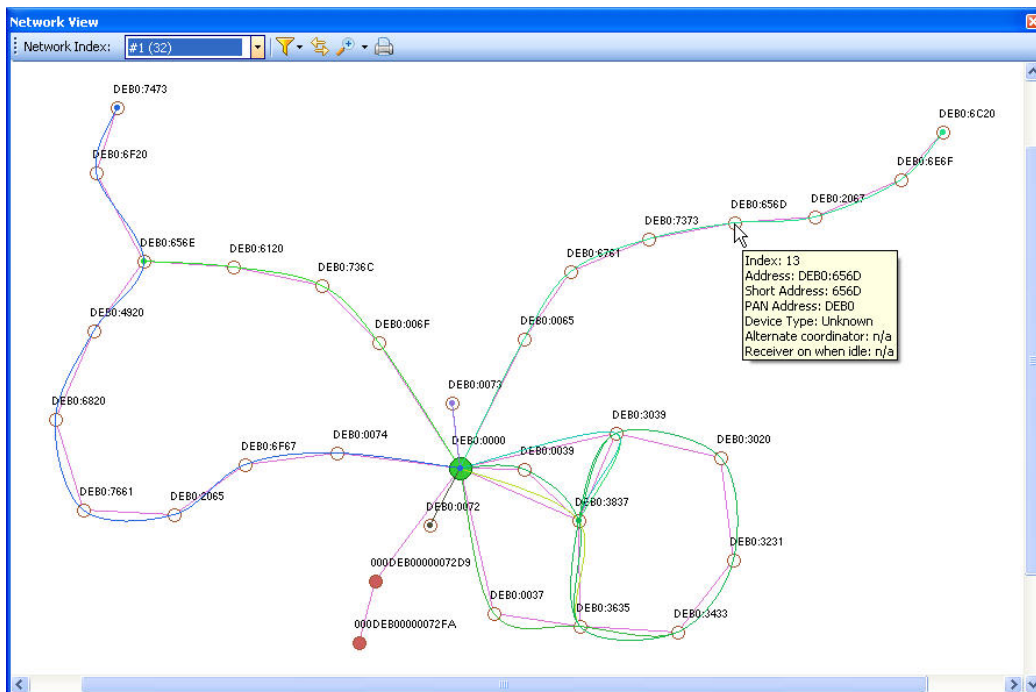 Network View
Network Index: #1 (32)
DEB0:7473
DEB0:6C20
DEB0:6F20
DEB0:6E6F
DEB0:656D
DEB0:2067
DEB0:7373
DEB0:656E
DEB0:6120
DEB0:6761
DEB0:736C
Index: 13
Address: DEB0:656D
Short Address: 656D
PAN Address: DEB0
Device Type: Unknown
Alternate coordinator: n/a
Receiver on when idle: n/a
DEB0:4920
DEB0:006F
DEB0:0065
DEB0:0073
DEB0:6820
DEB0:3039
DEB0:0074
DEB0:0000
DEB0:3020
DEB0:6F67
DEB0:0039
DEB0:7661
DEB0:2065
DEB0:0072
DEB0:3837
DEB0:3231
000DEB00000072D9
DEB0:0037
DEB0:3635
DEB0:3433
000DEB00000072FA